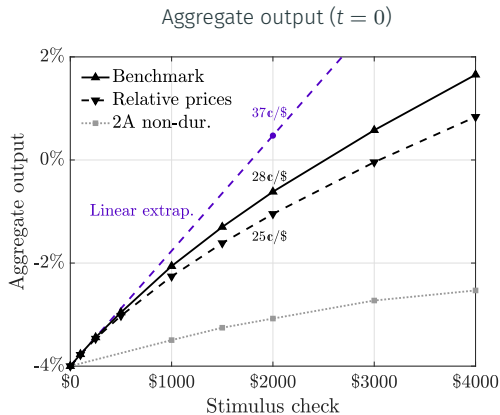 Aggregate output (t = 0)
2%
Benchmark
Relative prices
2A non-dur.
37¢/$
0%
28¢/$
Linear extrap.
25¢/$
-2%
-4%
Aggregate output
$0
$1000
$2000
$3000
$4000
Stimulus check